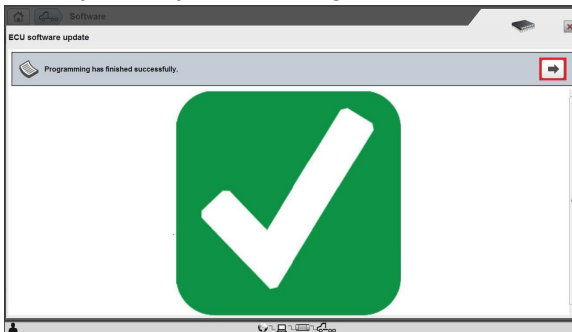 Software
ECU software update
Programming has finished successfully.